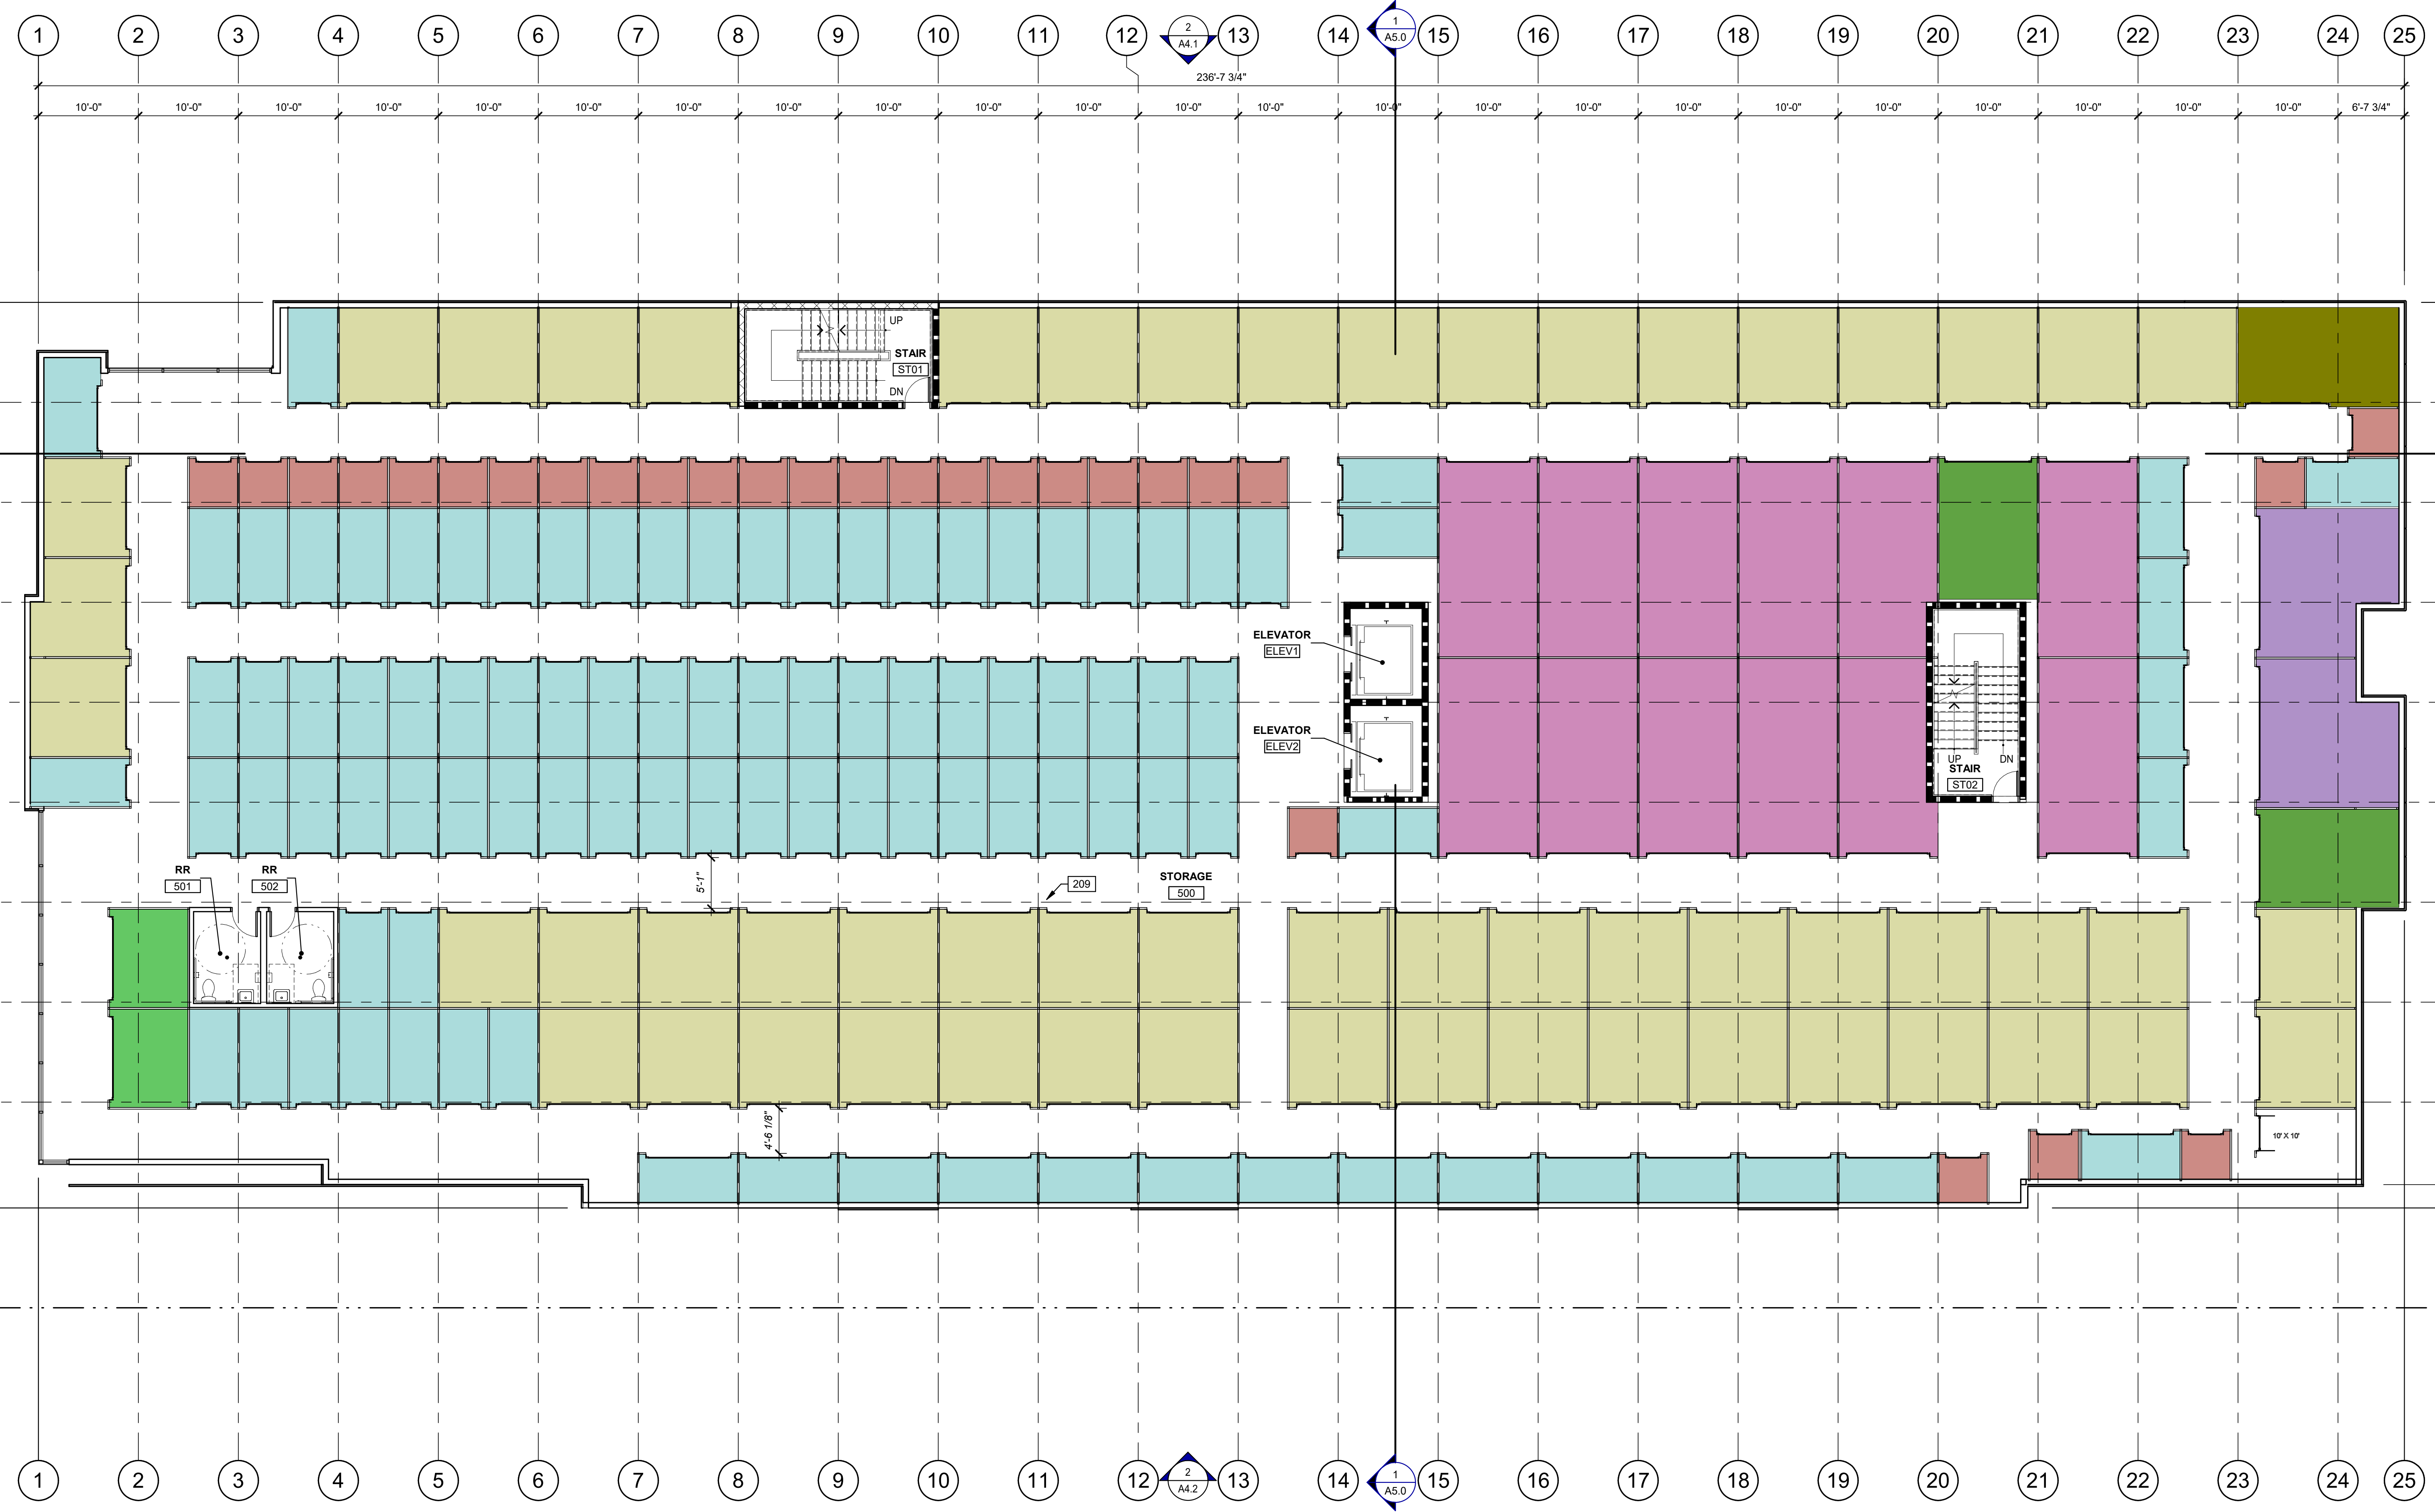 1 2 3 4 5 6 7 8 9 10 11 12 2 A4.1 13 14 1 A5.0 15 16 17 18 19 20 21 22 23 24 25
236'-7 3/4"
10'-0" 10'-0" 10'-0" 10'-0" 10'-0" 10'-0" 10'-0" 10'-0" 10'-0" 10'-0" 10'-0" 10'-0" 10'-0" 10'-0" 10'-0" 10'-0" 10'-0" 10'-0" 10'-0" 10'-0" 10'-0" 10'-0" 10'-0" 6'-7 3/4"
UP
STAIR
ST01
DN
ELEVATOR
ELEV1
ELEVATOR
ELEV2
UP DN
STAIR
ST02
RR
501
RR
502
5'-1"
209
STORAGE
500
4'-6 1/8"
10' X 10'
1 2 3 4 5 6 7 8 9 10 11 12 2 A4.2 13 14 1 A5.0 15 16 17 18 19 20 21 22 23 24 25